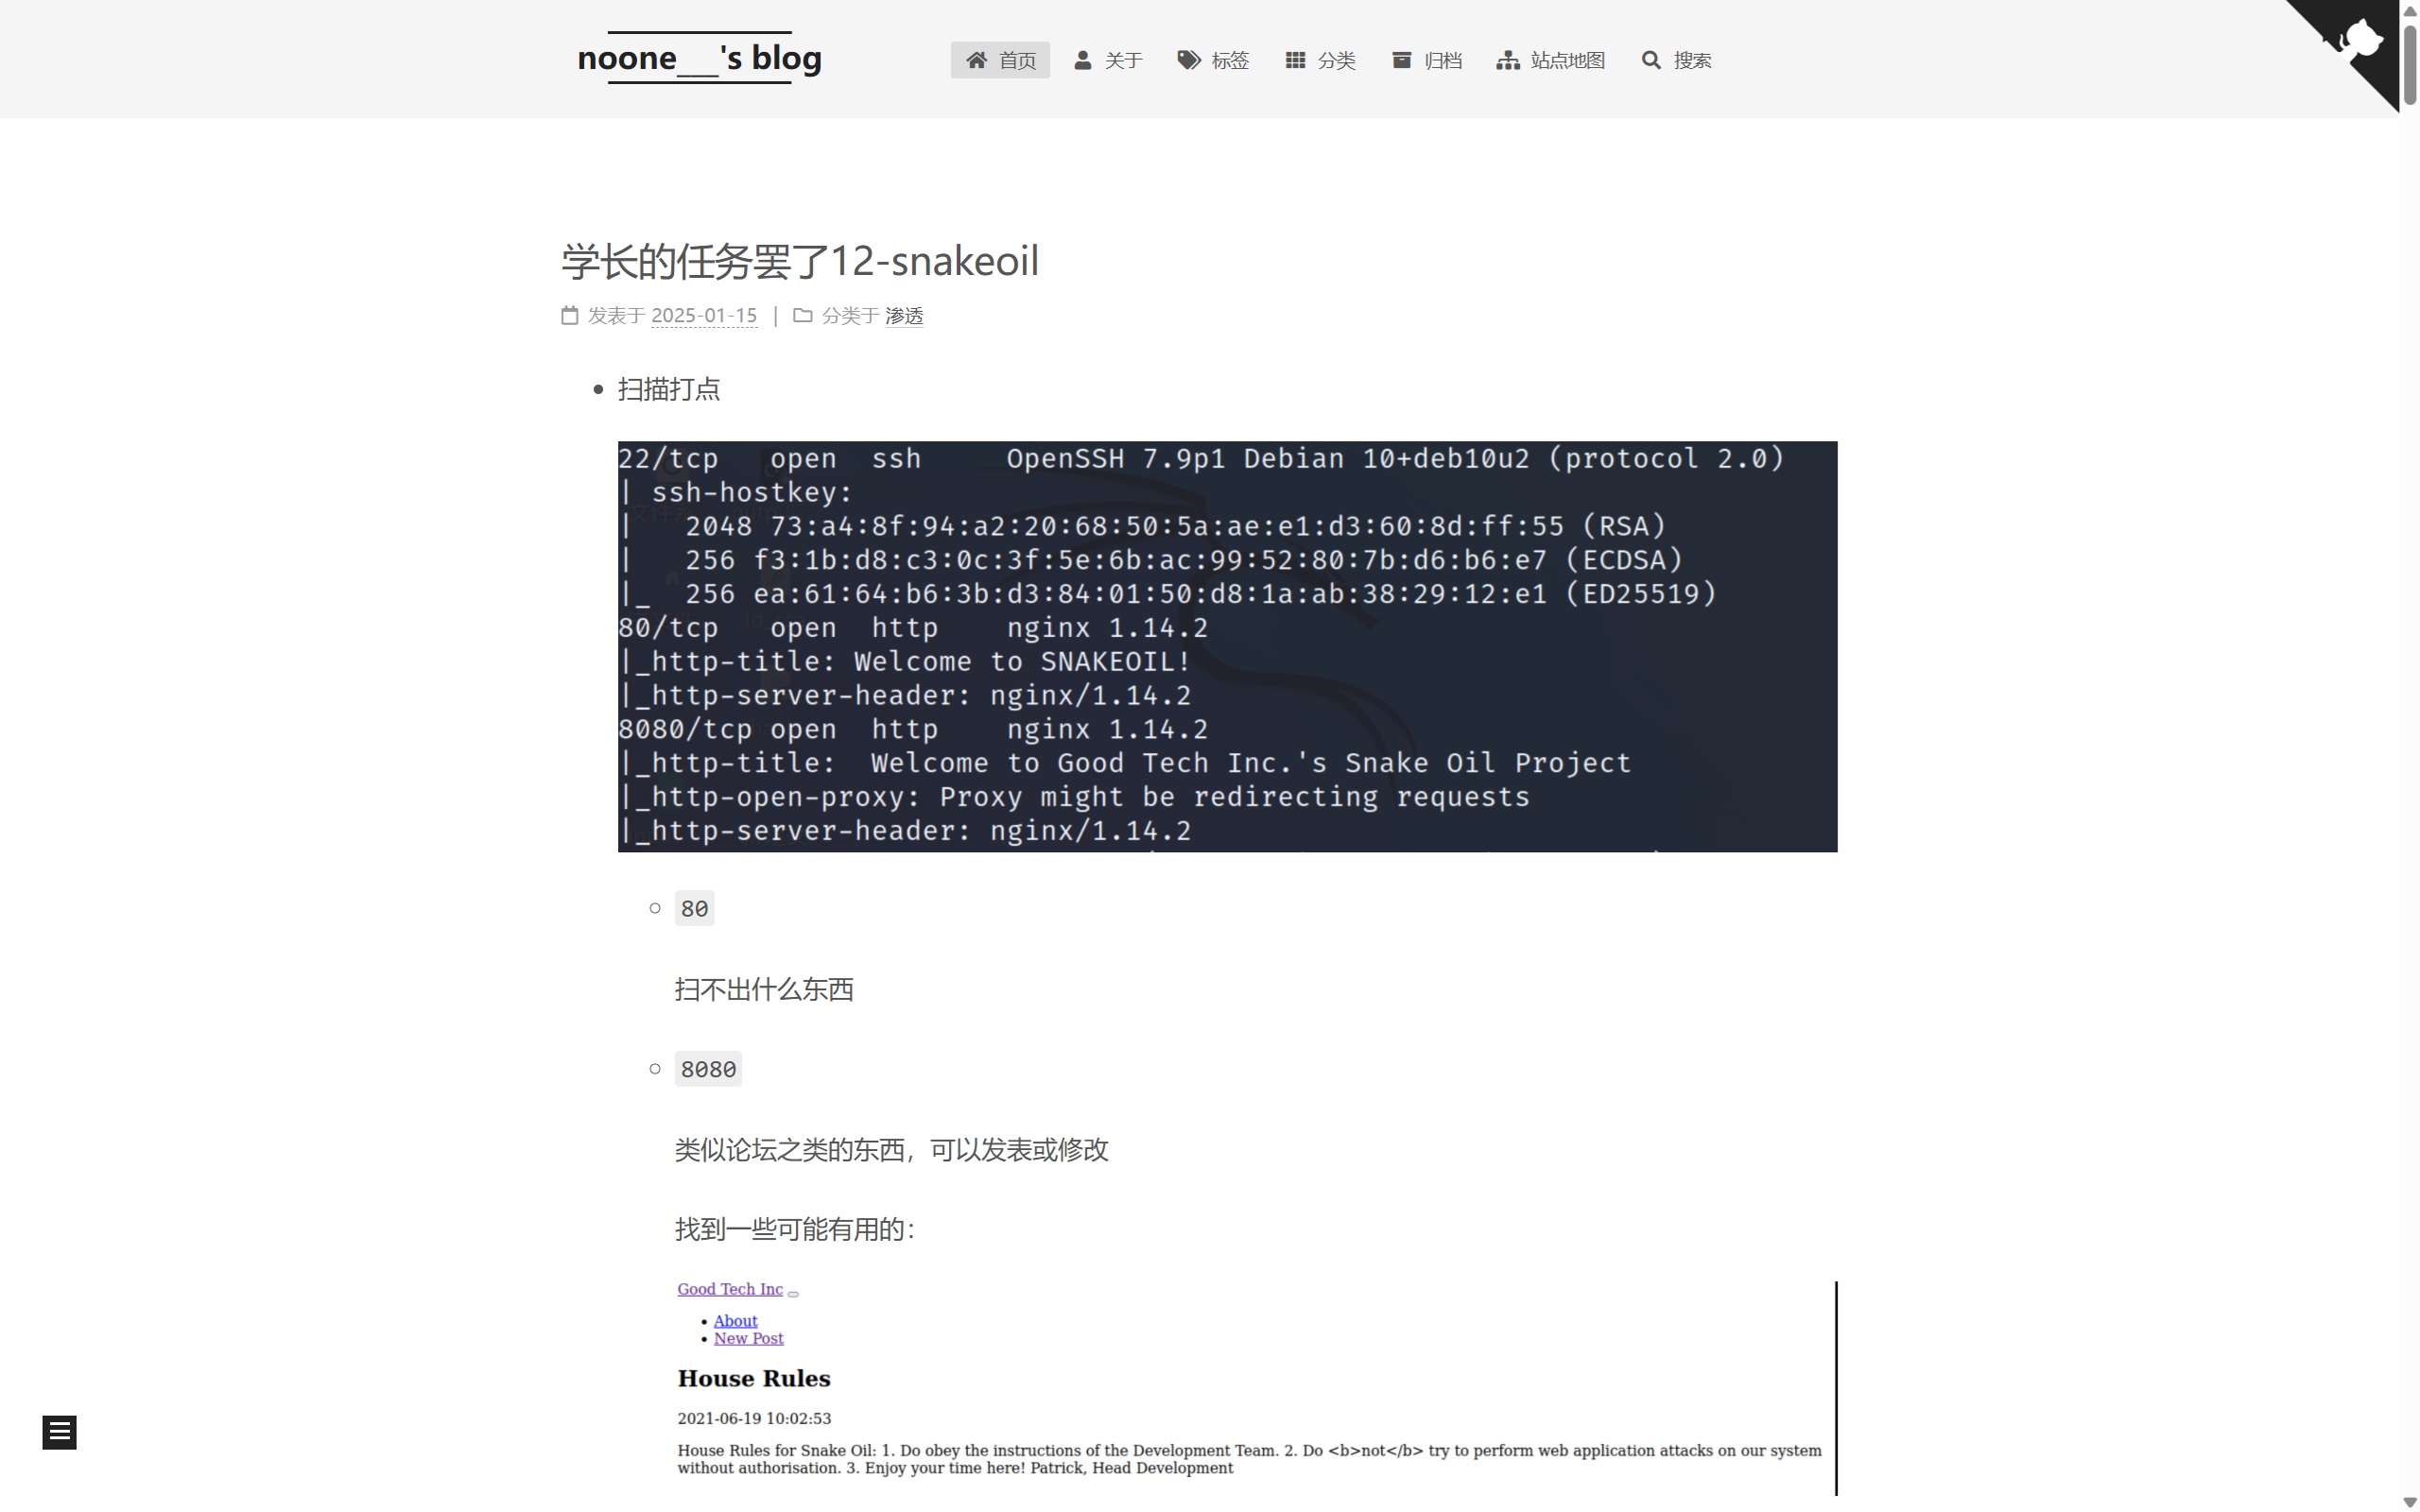 noone___'s blog
首页 关于 标签 分类 归档 站点地图 搜索
学长的任务罢了12-snakeoil
发表于 2025-01-15 | 分类于 渗透
扫描打点
22/tcp   open  ssh     OpenSSH 7.9p1 Debian 10+deb10u2 (protocol 2.0)
| ssh-hostkey:
|   2048 73:a4:8f:94:a2:20:68:50:5a:ae:e1:d3:60:8d:ff:55 (RSA)
|   256 f3:1b:d8:c3:0c:3f:5e:6b:ac:99:52:80:7b:d6:b6:e7 (ECDSA)
|_  256 ea:61:64:b6:3b:d3:84:01:50:d8:1a:ab:38:29:12:e1 (ED25519)
80/tcp   open  http    nginx 1.14.2
|_http-title: Welcome to SNAKEOIL!
|_http-server-header: nginx/1.14.2
8080/tcp open  http    nginx 1.14.2
|_http-title:  Welcome to Good Tech Inc.'s Snake Oil Project
|_http-open-proxy: Proxy might be redirecting requests
|_http-server-header: nginx/1.14.2
80
扫不出什么东西
8080
类似论坛之类的东西，可以发表或修改
找到一些可能有用的：
Good Tech Inc
About
New Post
House Rules
2021-06-19 10:02:53
House Rules for Snake Oil: 1. Do obey the instructions of the Development Team. 2. Do <b>not</b> try to perform web application attacks on our system
without authorisation. 3. Enjoy your time here! Patrick, Head Development